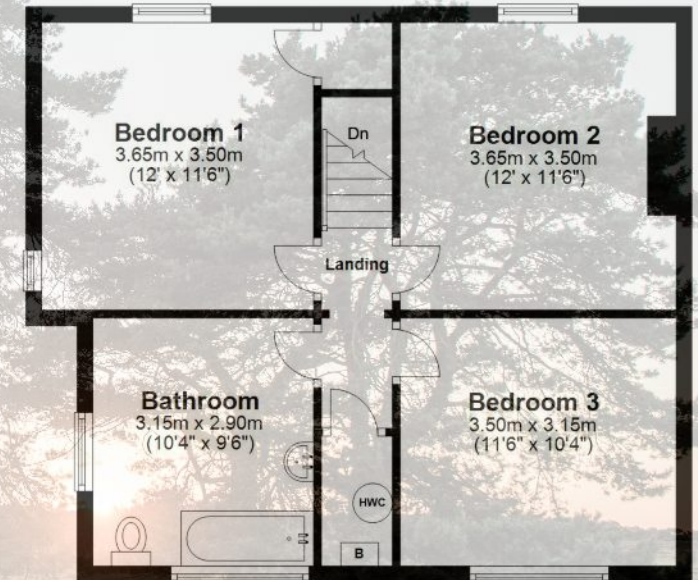 Bedroom 1
3.65m x 3.50m
(12' x 11'6")
Dn
Bedroom 2
3.65m x 3.50m
(12' x 11'6")
Landing
Bathroom
3.15m x 2.90m
(10'4" x 9'6")
Bedroom 3
3.50m x 3.15m
(11'6" x 10'4")
HWC
B